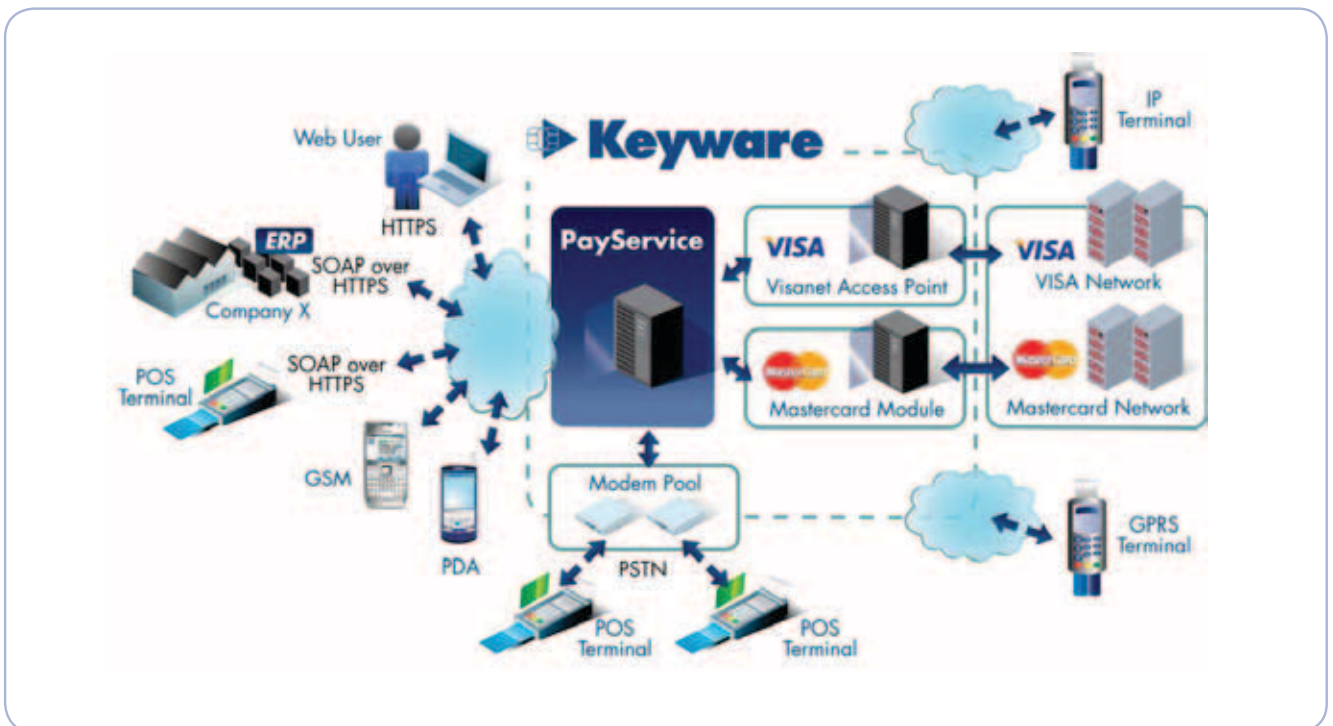 IP
Terminal
Web User
Keyware
HTTPS
ERP
SOAP over
HTTPS
Company X
PayService
VISA
Visanet Access Point
VISA
VISA Network
POS
Terminal
SOAP over
HTTPS
MasterCard
Mastercard Module
MasterCard
Mastercard Network
GSM
PDA
Modem Pool
PSTN
GPRS
Terminal
POS
Terminal
POS
Terminal